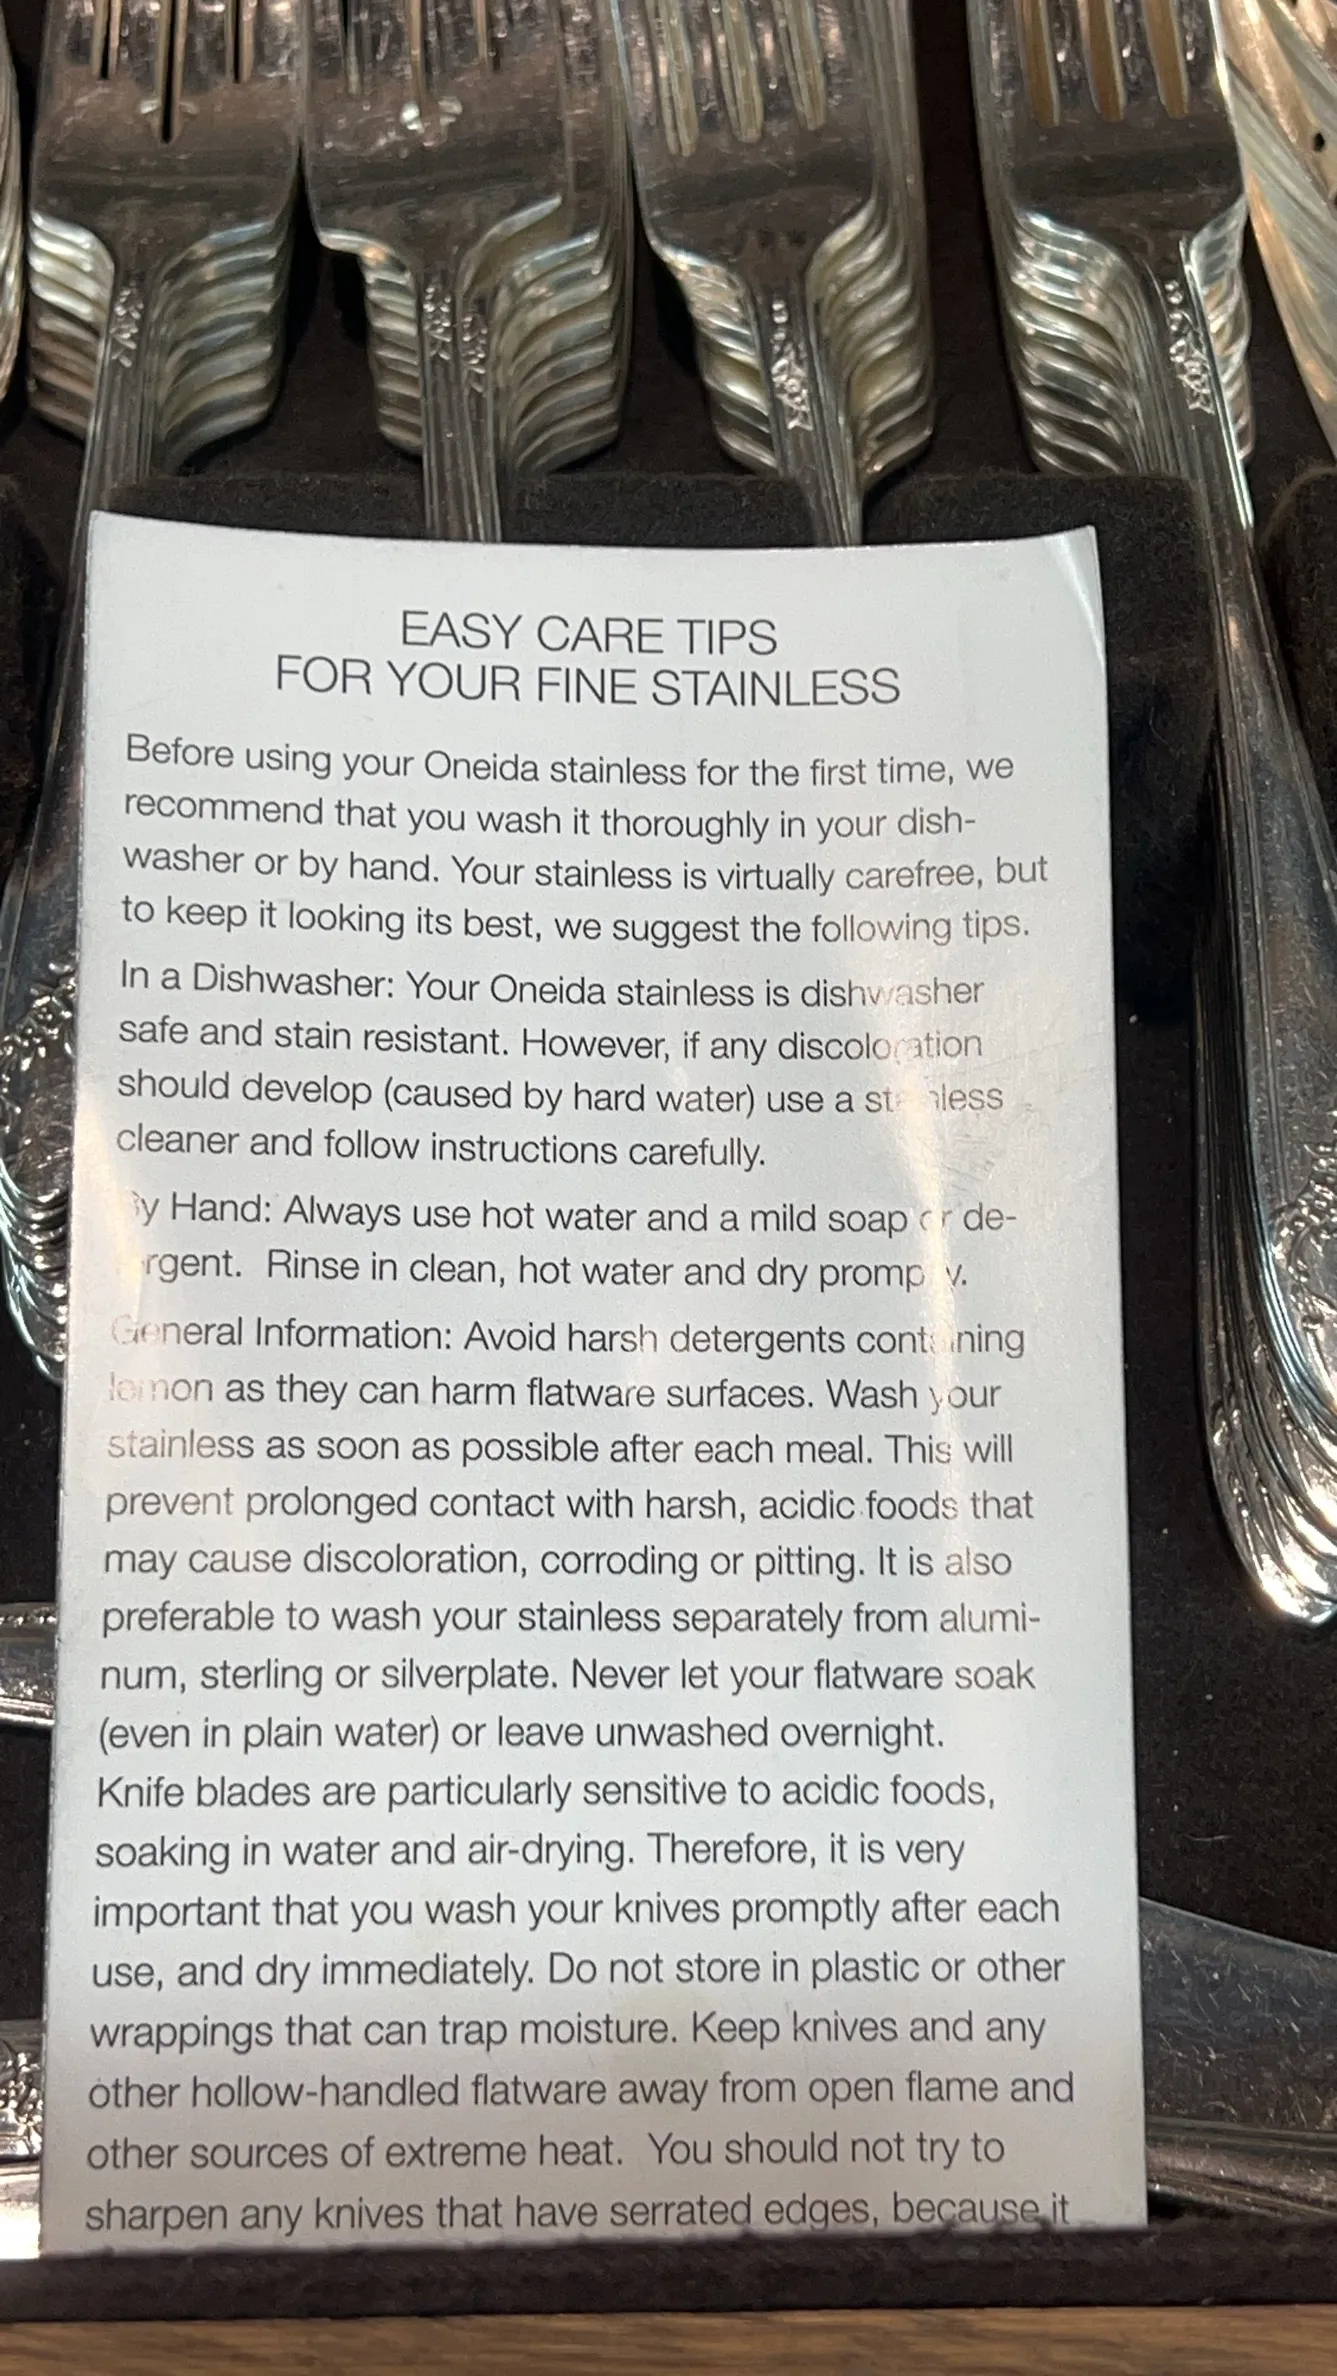 EASY CARE TIPS
FOR YOUR FINE STAINLESS
Before using your Oneida stainless for the first time, we
recommend that you wash it thoroughly in your dish-
washer or by hand. Your stainless is virtually carefree, but
to keep it looking its best, we suggest the following tips.
In a Dishwasher: Your Oneida stainless is dishwasher
safe and stain resistant. However, if any discoloration
should develop (caused by hard water) use a stainless
cleaner and follow instructions carefully.
By Hand: Always use hot water and a mild soap or de-
tergent. Rinse in clean, hot water and dry promptly.
General Information: Avoid harsh detergents containing
lemon as they can harm flatware surfaces. Wash your
stainless as soon as possible after each meal. This will
prevent prolonged contact with harsh, acidic foods that
may cause discoloration, corroding or pitting. It is also
preferable to wash your stainless separately from alumi-
num, sterling or silverplate. Never let your flatware soak
(even in plain water) or leave unwashed overnight.
Knife blades are particularly sensitive to acidic foods,
soaking in water and air-drying. Therefore, it is very
important that you wash your knives promptly after each
use, and dry immediately. Do not store in plastic or other
wrappings that can trap moisture. Keep knives and any
other hollow-handled flatware away from open flame and
other sources of extreme heat. You should not try to
sharpen any knives that have serrated edges, because it